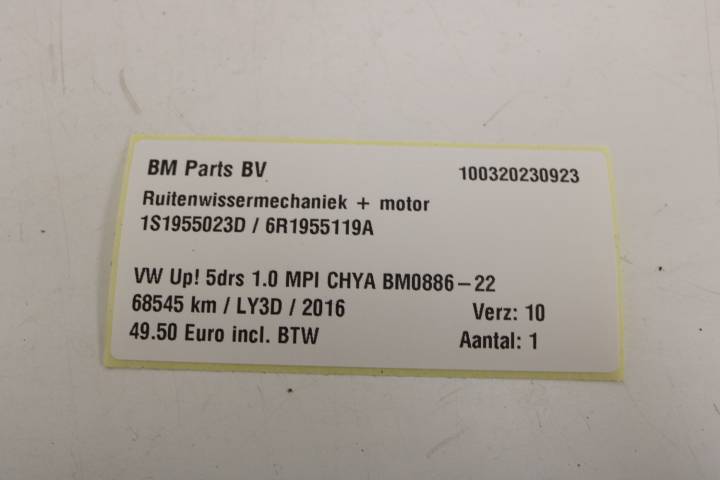 BM Parts BV 100320230923
Ruitenwissermechaniek + motor
1S1955023D / 6R1955119A
VW Up! 5drs 1.0 MPI CHYA BM0886-22
68545 km / LY3D / 2016 Verz: 10
49.50 Euro incl. BTW Aantal: 1